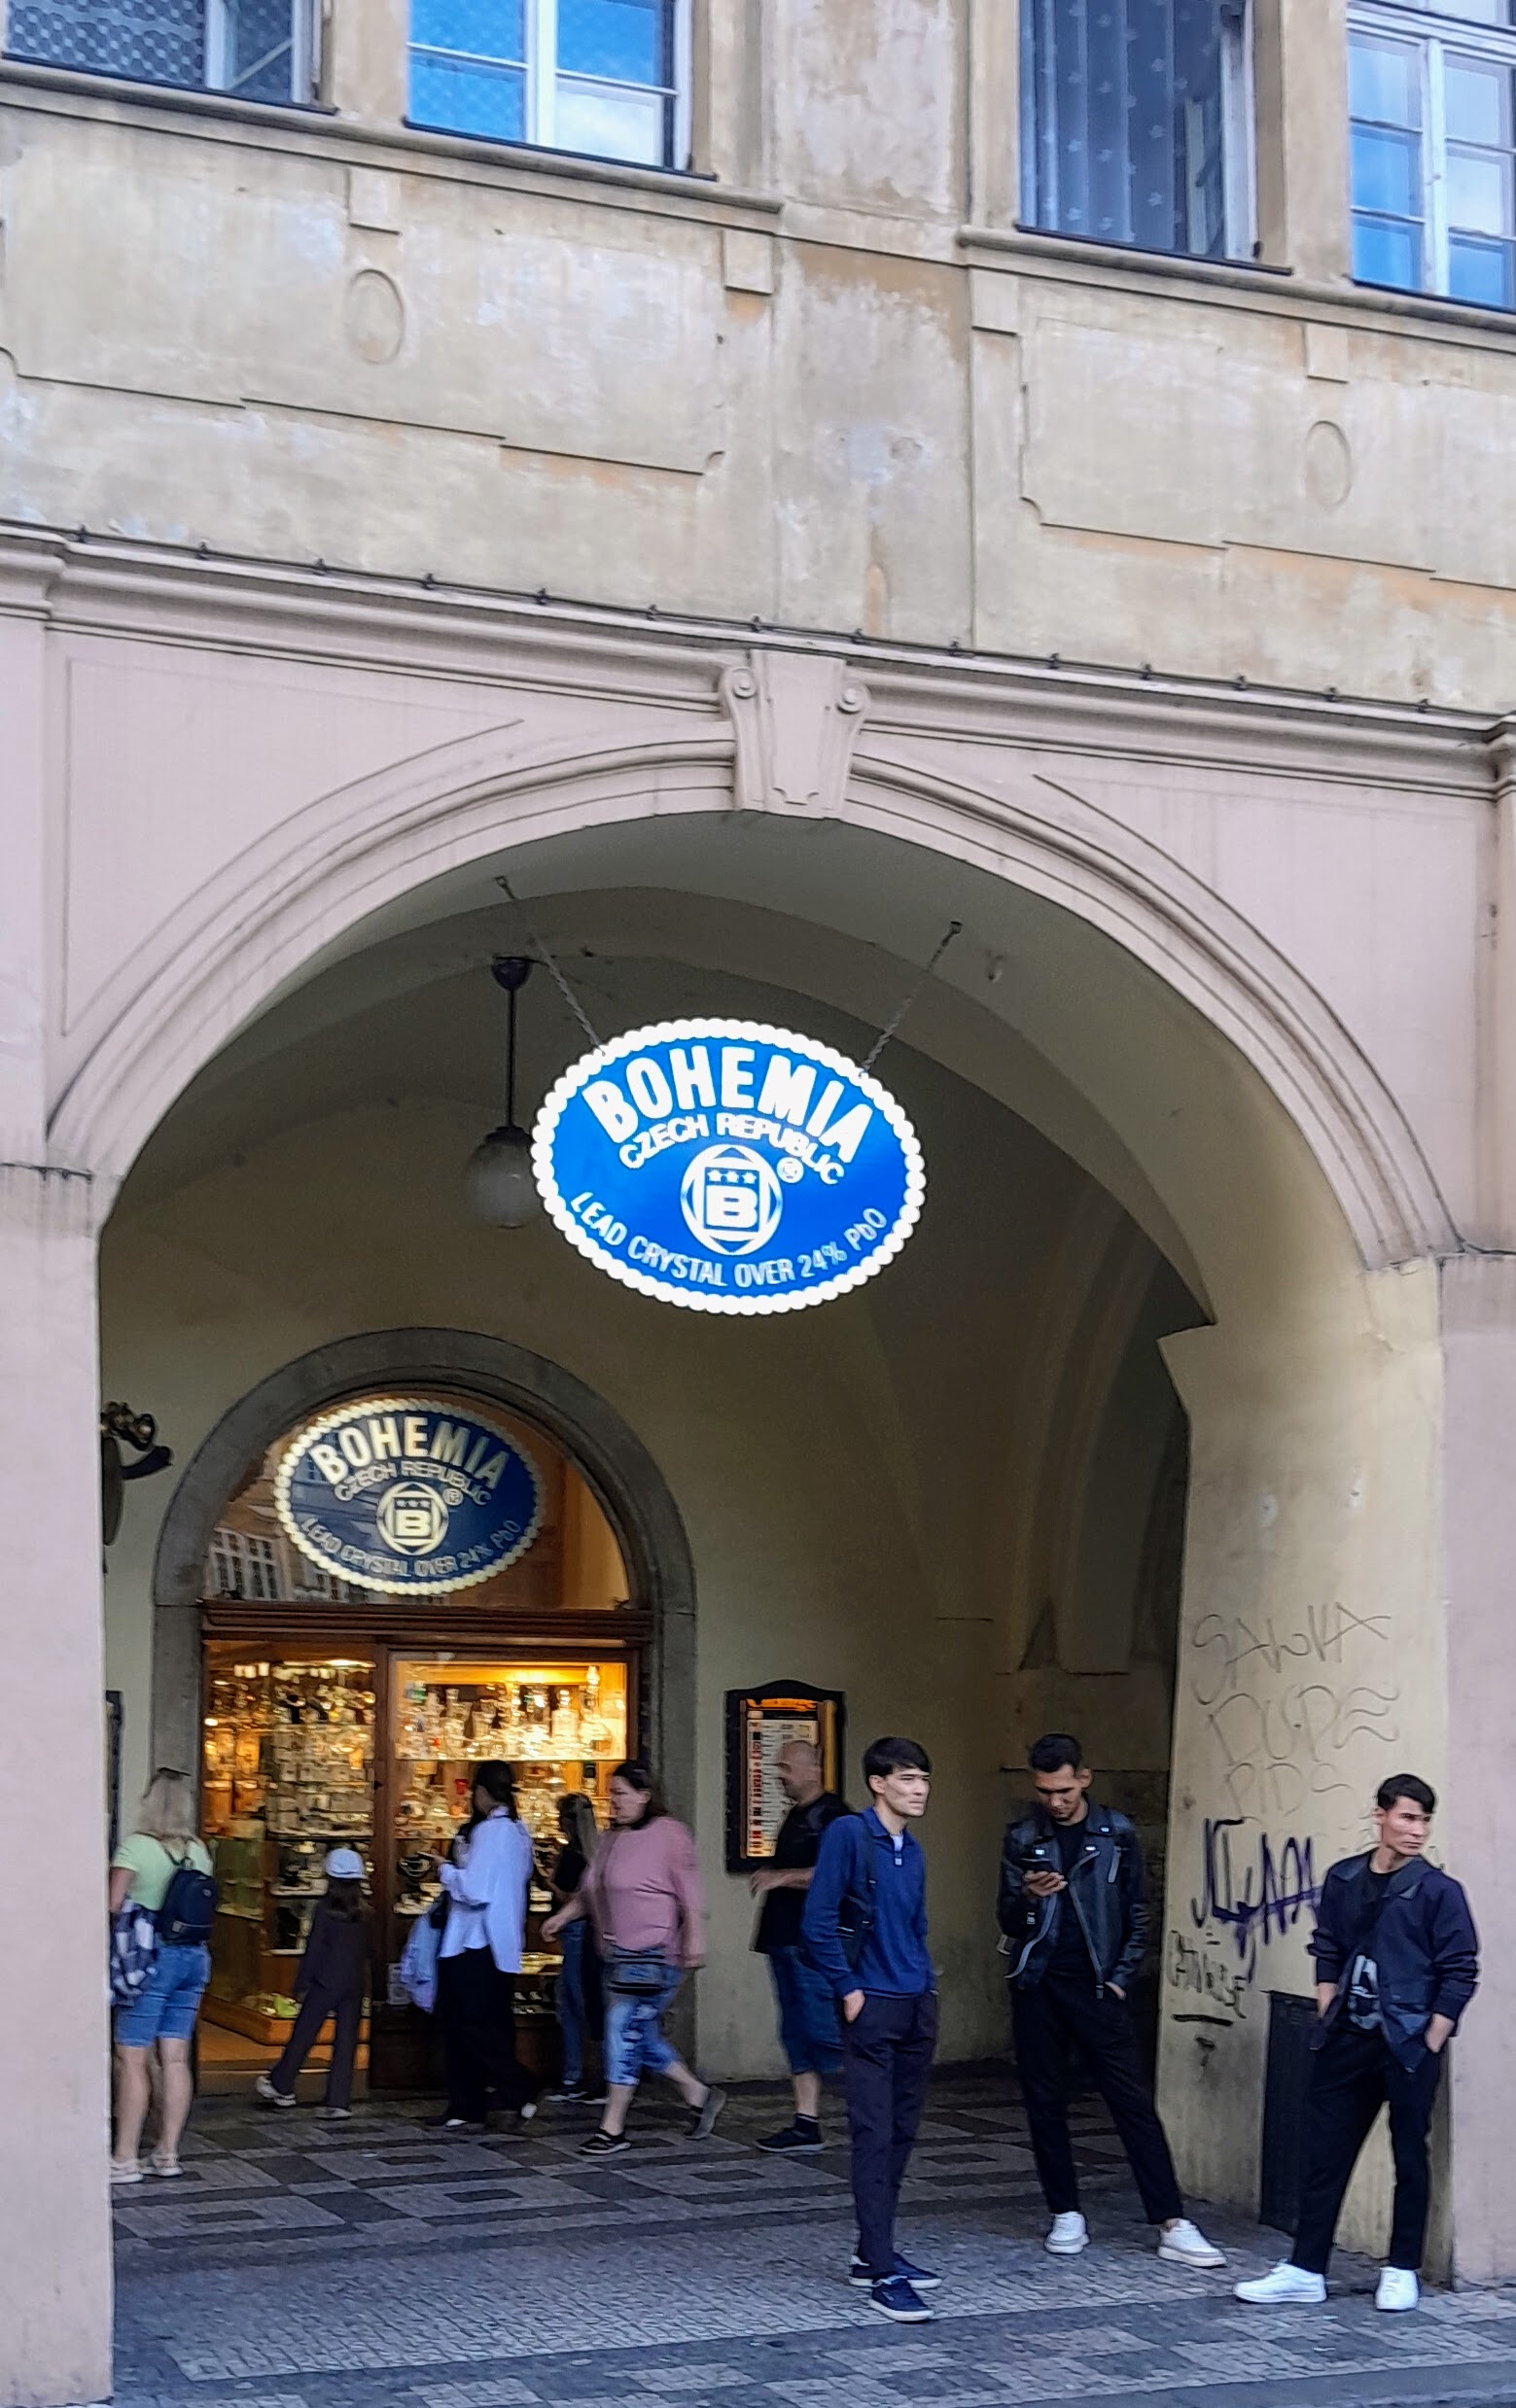 BOHEMIA
CZECH REPUBLIC
®
B
LEAD CRYSTAL OVER 24% PbO
BOHEMIA
CZECH REPUBLIC
®
B
LEAD CRYSTAL OVER 24% PbO